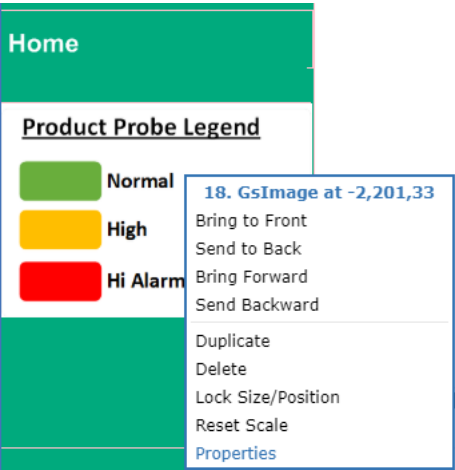 Home
Product Probe Legend
Normal
High
Hi Alarm
18. GsImage at -2,201,33
Bring to Front
Send to Back
Bring Forward
Send Backward
Duplicate
Delete
Lock Size/Position
Reset Scale
Properties